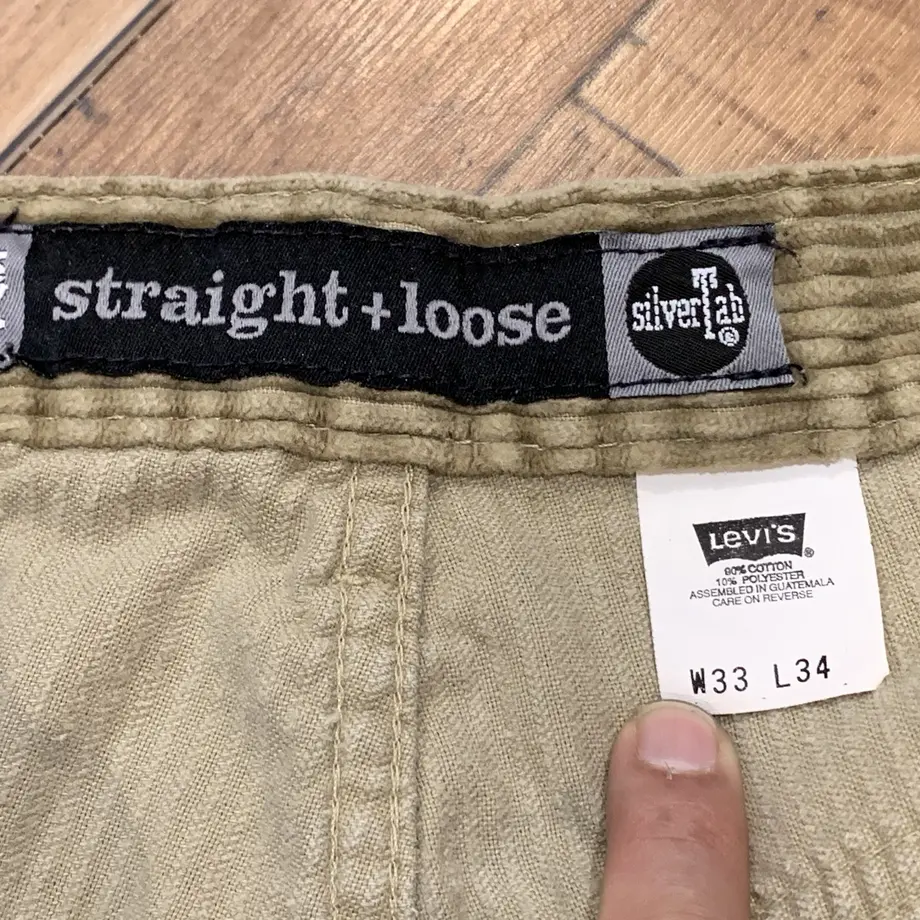 straight + loose
silverTab®
LEVI'S®
90% COTTON
10% POLYESTER
ASSEMBLED IN GUATEMALA
CARE ON REVERSE
W33 L34